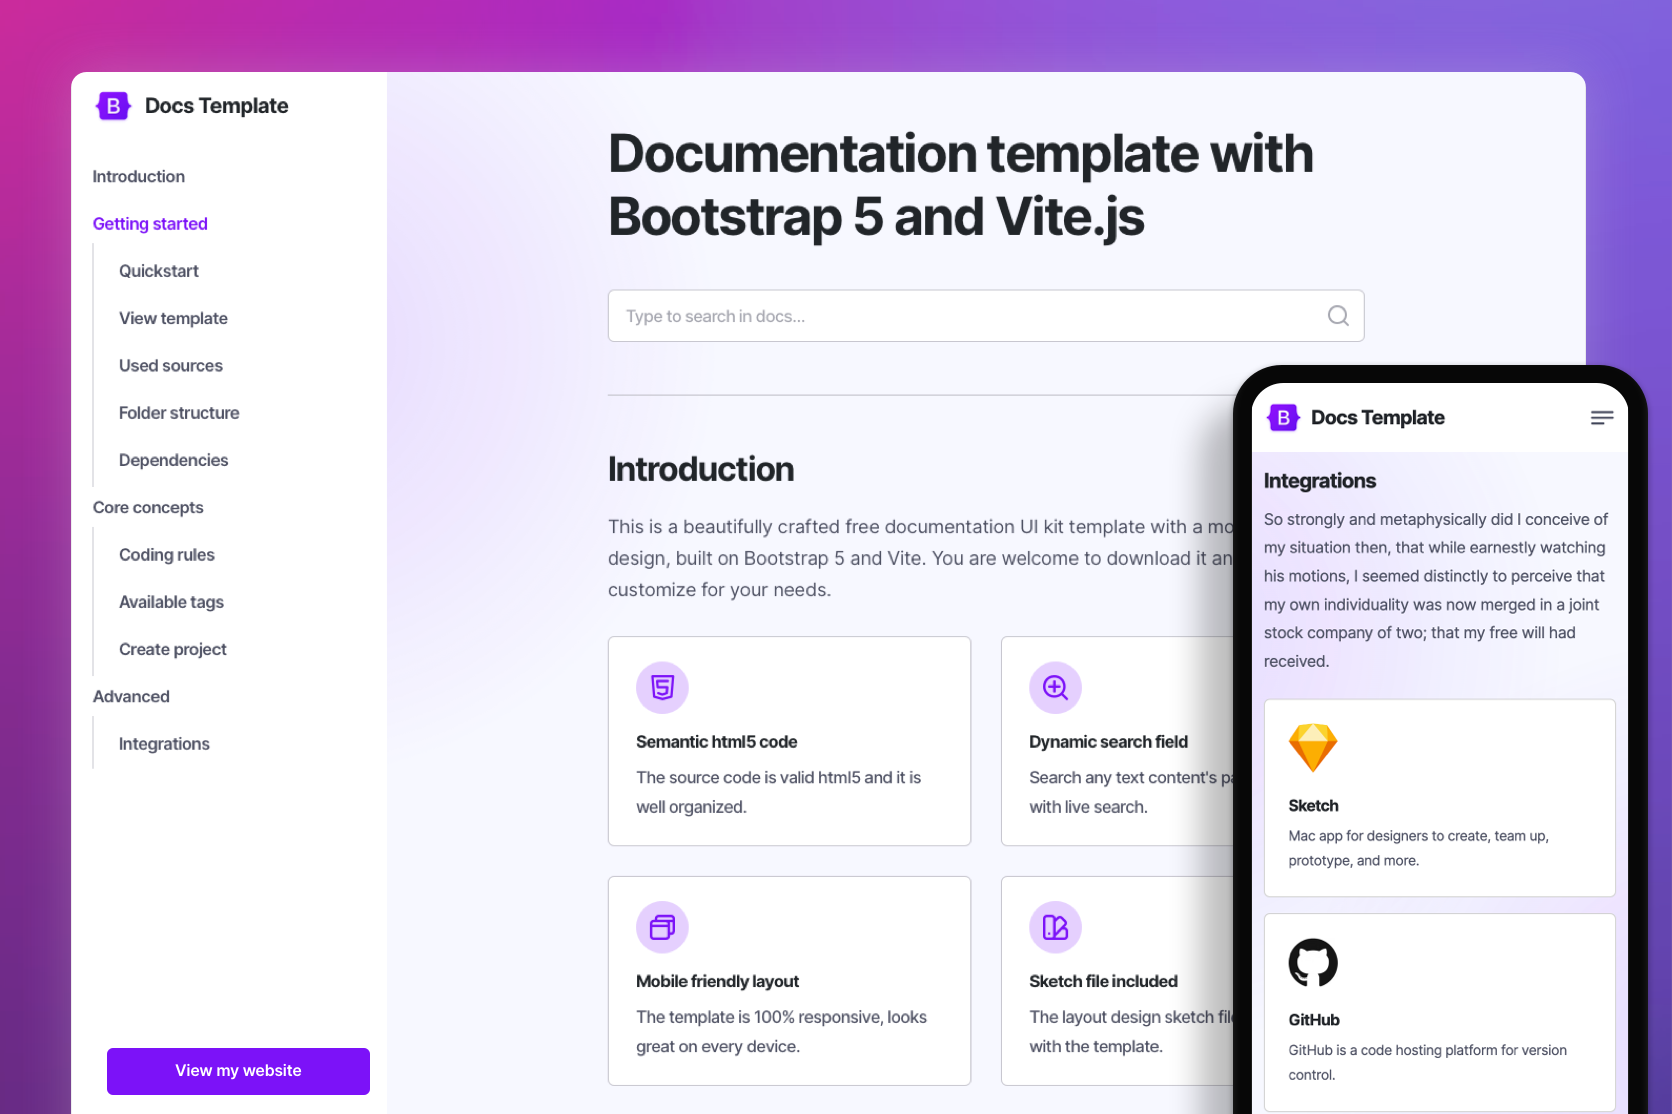 B Docs Template
Introduction
Getting started
Quickstart
View template
Used sources
Folder structure
Dependencies
Core concepts
Coding rules
Available tags
Create project
Advanced
Integrations
View my website
Documentation template with
Bootstrap 5 and Vite.js
Type to search in docs...
Introduction
This is a beautifully crafted free documentation UI kit template with a
design, built on Bootstrap 5 and Vite. You are welcome to download it
customize for your needs.
5
Semantic html5 code
The source code is valid html5 and it is
well organized.
Dynamic search field
Search any text content's
with live search.
Mobile friendly layout
The template is 100% responsive, looks
great on every device.
Sketch file included
The layout design sketch
with the template.
B Docs Template
Integrations
So strongly and metaphysically did I conceive of
my situation then, that while earnestly watching
his motions, I seemed distinctly to perceive that
my own individuality was now merged in a joint
stock company of two; that my free will had
received.
Sketch
Mac app for designers to create, team up,
prototype, and more.
GitHub
GitHub is a code hosting platform for version
control.